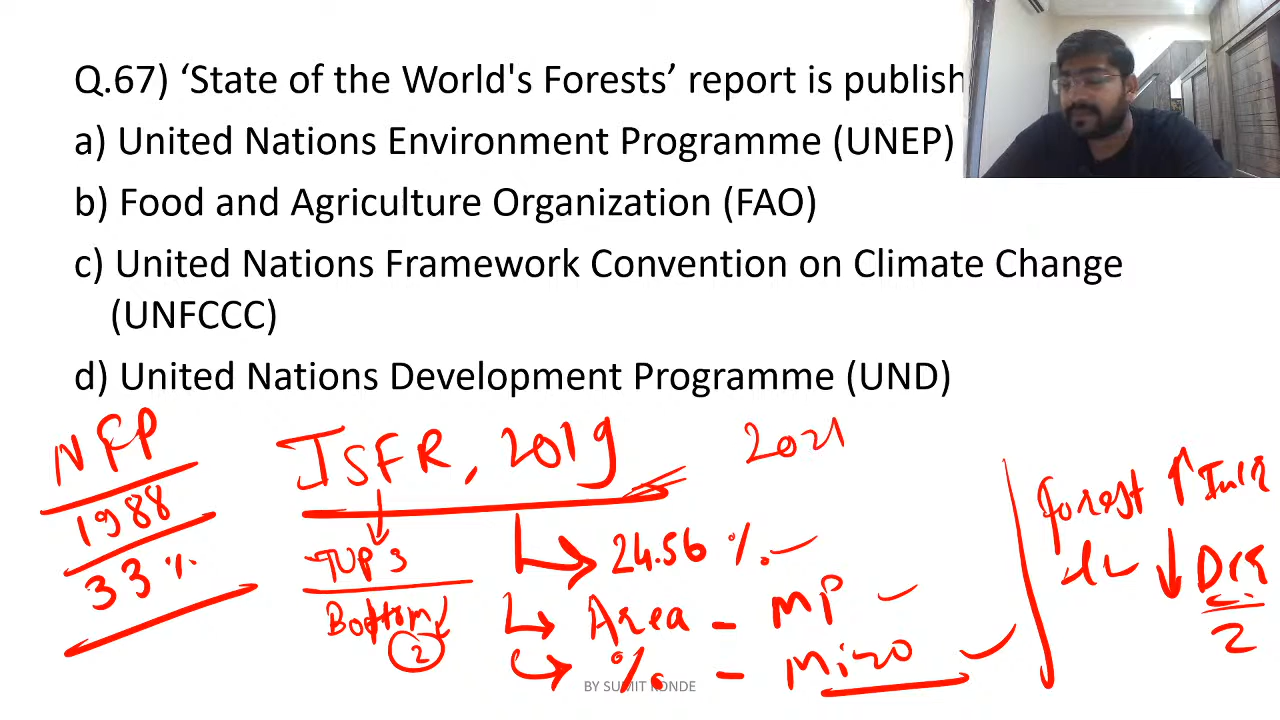 Q.67) ‘State of the World's Forests’ report is publish
a) United Nations Environment Programme (UNEP)
b) Food and Agriculture Organization (FAO)
c) United Nations Framework Convention on Climate Change
(UNFCCC)
d) United Nations Development Programme (UND)
NFP
1988
33%
ISFR, 2019
2021
TOP 3
Bottom
2
24.56 %.
Area - MP
%. - Mizo
forest ↑
↓
2
BY SUMIT KONDE